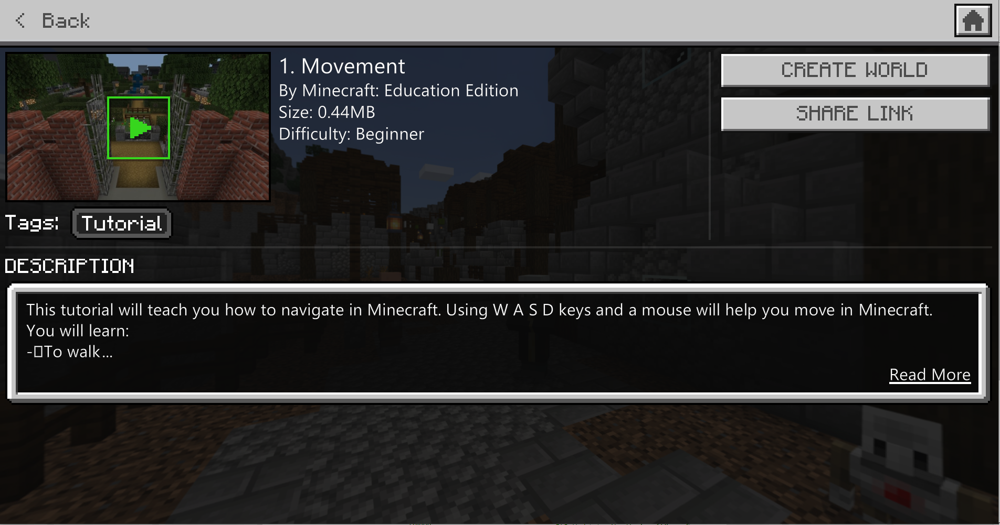 Back
1. Movement
By Minecraft: Education Edition
Size: 0.44MB
Difficulty: Beginner
CREATE WORLD
SHARE LINK
Tags: Tutorial
DESCRIPTION
This tutorial will teach you how to navigate in Minecraft. Using W A S D keys and a mouse will help you move in Minecraft.
You will learn:
-▯To walk...
Read More